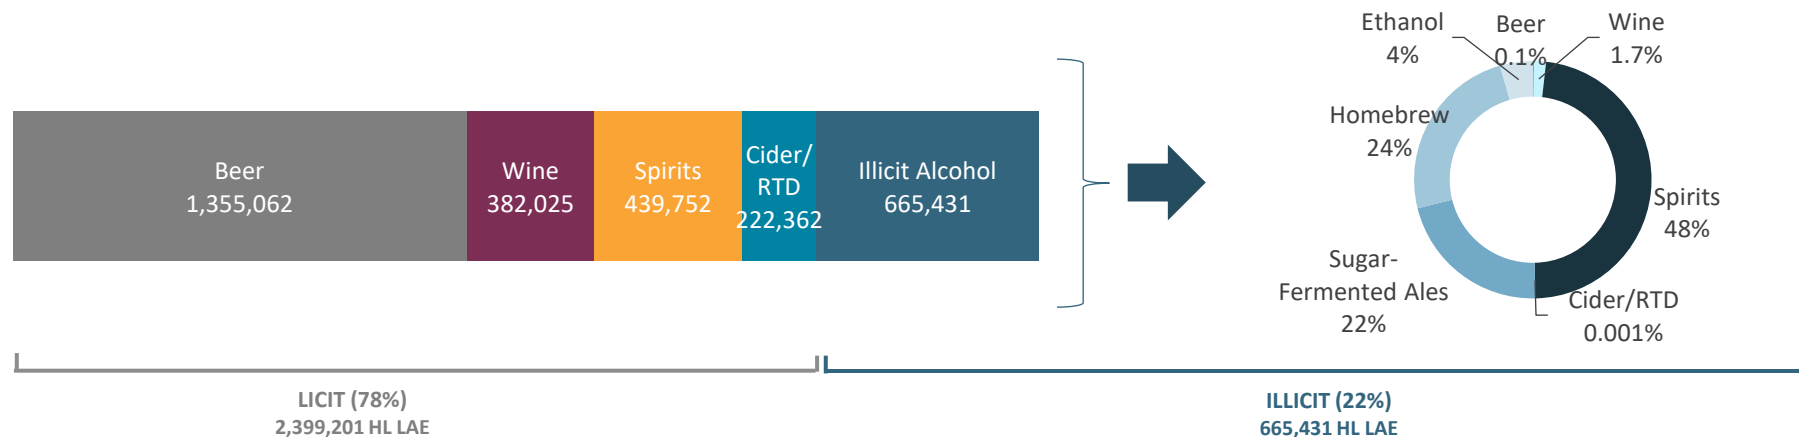 Beer
1,355,062
Wine
382,025
Spirits
439,752
Cider/
RTD
222,362
Illicit Alcohol
665,431
LICIT (78%)
2,399,201 HL LAE
Ethanol
4%
Beer
0.1%
Wine
1.7%
Homebrew
24%
Spirits
48%
Sugar-
Fermented Ales
22%
Cider/RTD
0.001%
ILLICIT (22%)
665,431 HL LAE